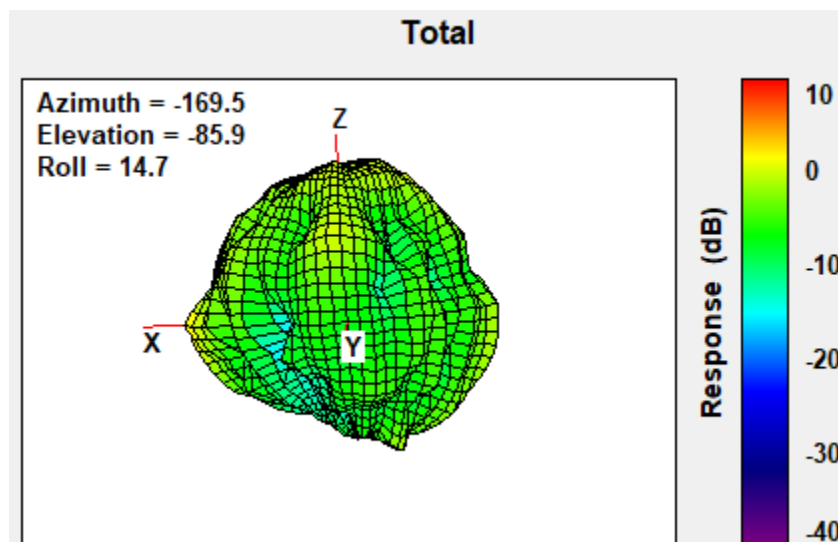 Total
Azimuth = -169.5
Elevation = -85.9
Roll = 14.7
Z
X
Y
10
0
-10
-20
-30
-40
Response (dB)